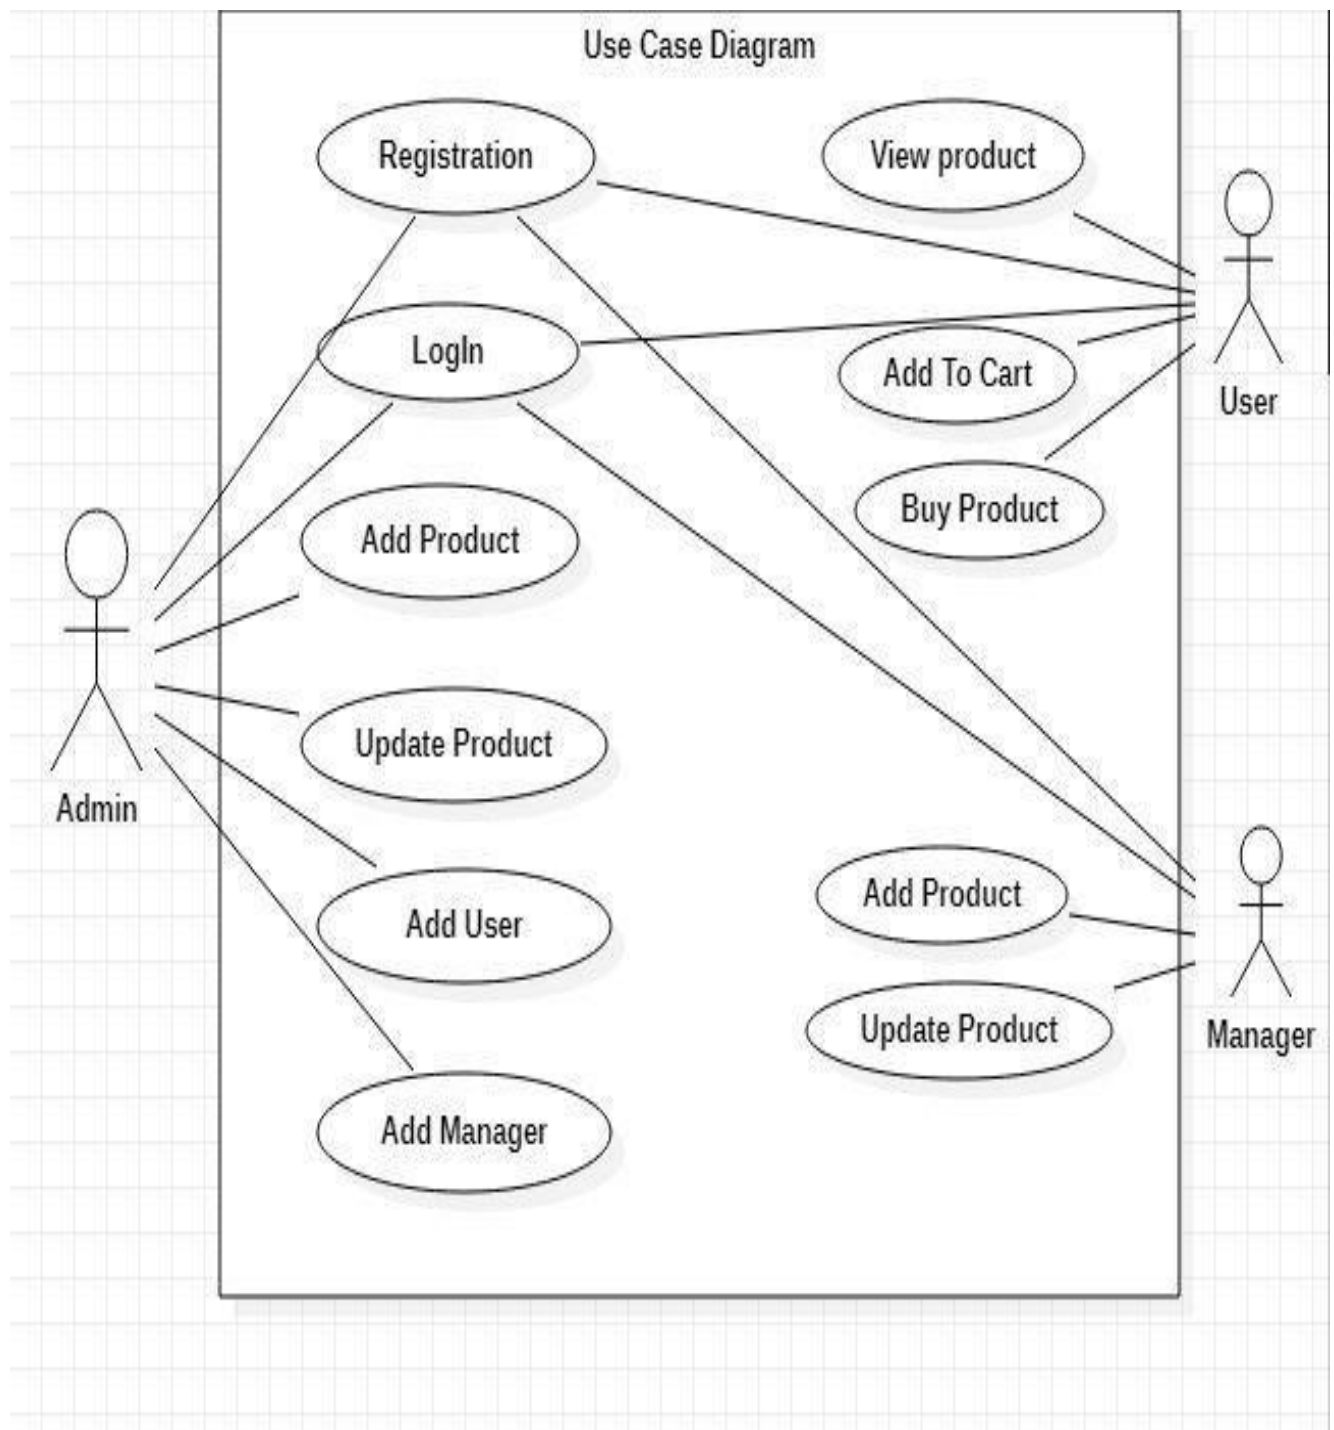 Use Case Diagram
Registration
View product
LogIn
Add To Cart
User
Buy Product
Add Product
Update Product
Admin
Add User
Add Product
Update Product
Manager
Add Manager